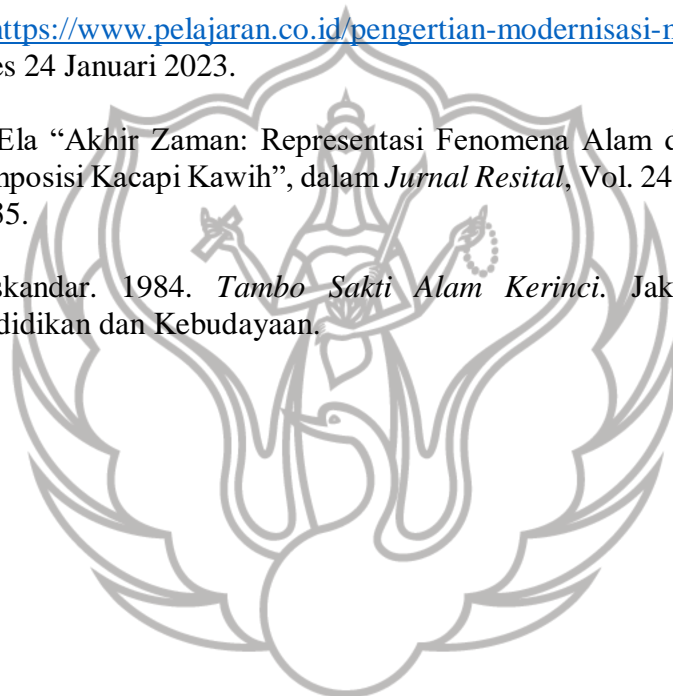 https://www.pelajaran.co.id/pengertian-modernisasi-
es 24 Januari 2023.
Ela “Akhir Zaman: Representasi Fenomena Alam d
posisi Kacapi Kawih”, dalam Jurnal Resital, Vol. 24
35.
skandar. 1984. Tambo Sakti Alam Kerinci. Jak
didikan dan Kebudayaan.